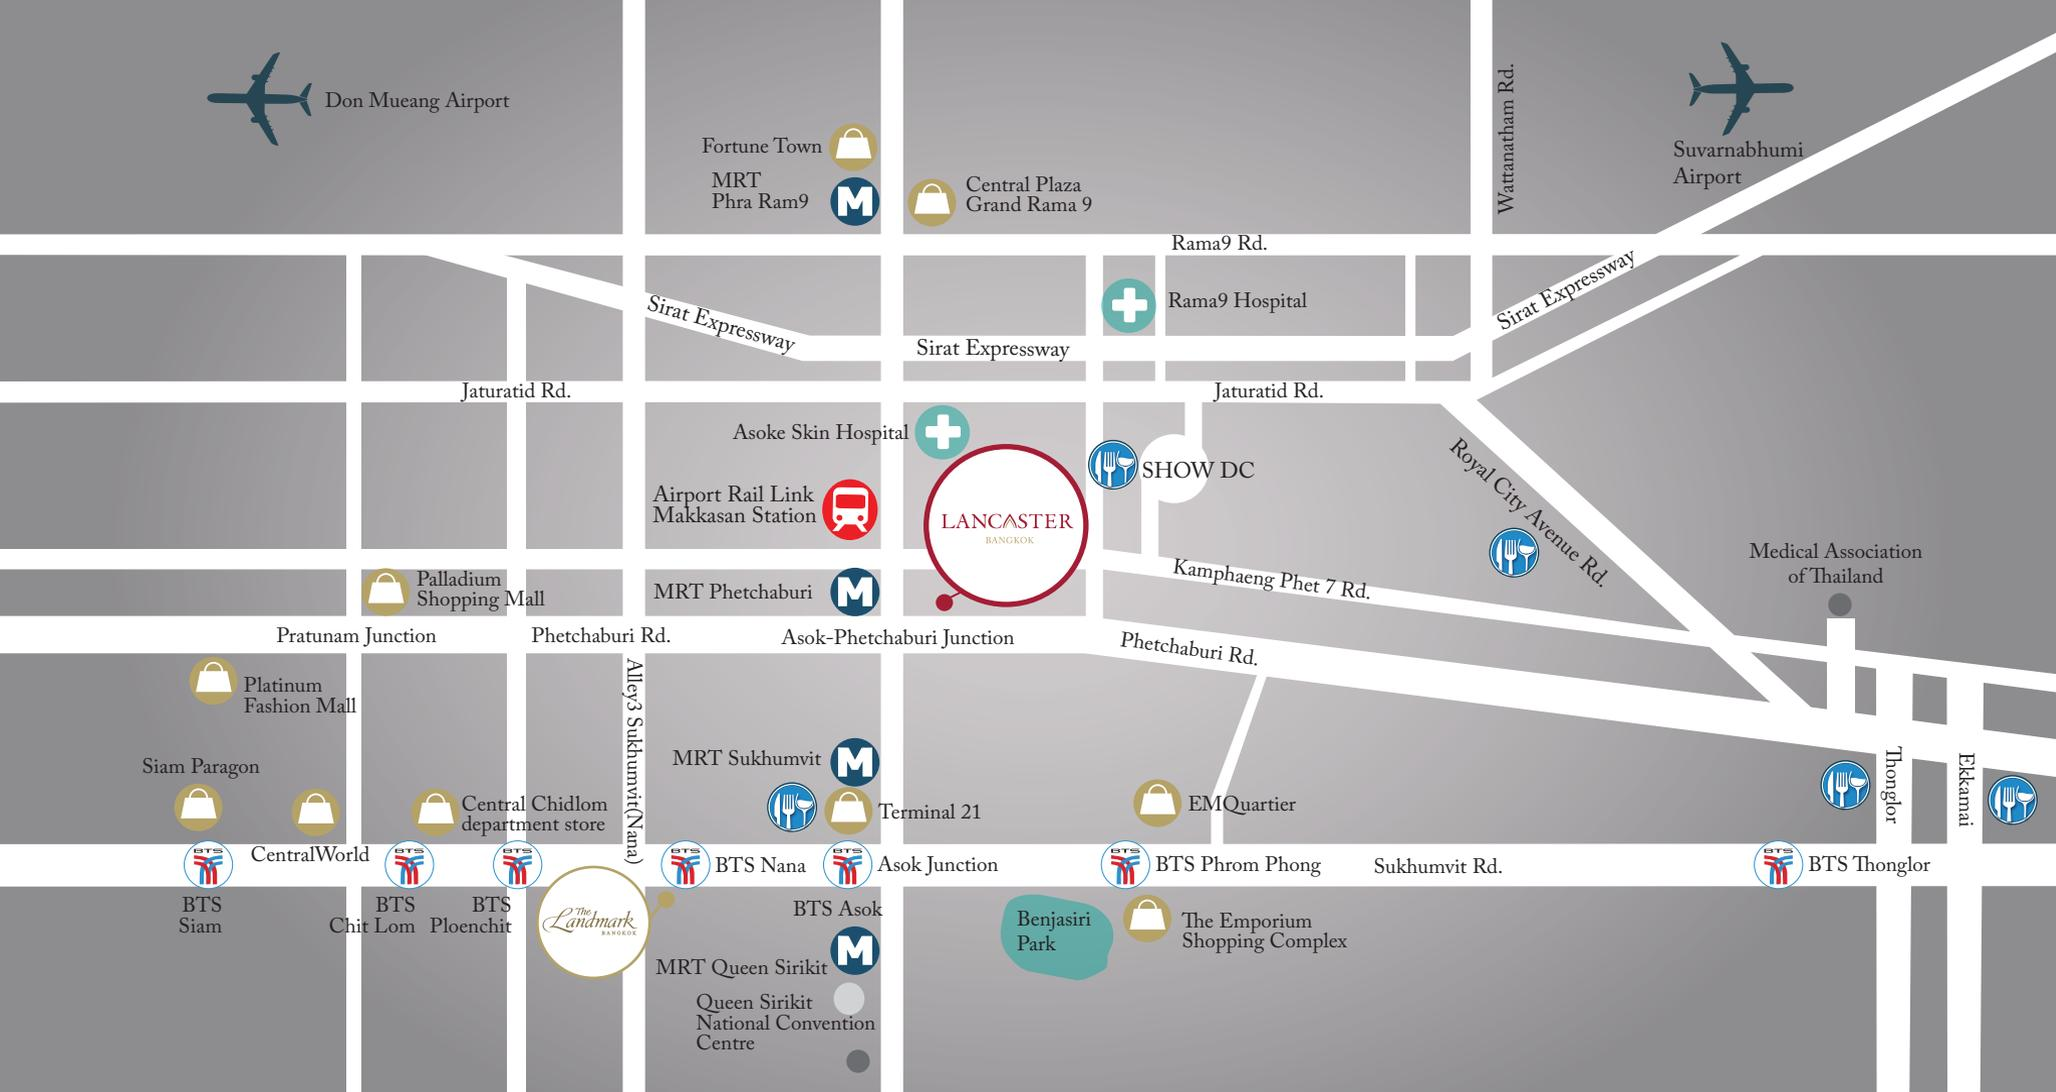 Don Mueang Airport
Fortune Town
MRT
Phra Ram9
Central Plaza
Grand Rama 9
Wattanatham Rd.
Suvarnabhumi
Airport
Rama9 Rd.
Sirat Expressway
Sirat Expressway
Sirat Expressway
Rama9 Hospital
Jaturatid Rd.
Jaturatid Rd.
Asoke Skin Hospital
SHOW DC
Royal City Avenue Rd.
Airport Rail Link
Makkasan Station
LANCASTER
BANGKOK
Medical Association
of Thailand
Palladium
Shopping Mall
MRT Phetchaburi
M
Kamphaeng Phet 7 Rd.
Pratunam Junction
Phetchaburi Rd.
Asok-Phetchaburi Junction
Phetchaburi Rd.
Platinum
Fashion Mall
Alley3 Sukhumvit(Nana)
MRT Sukhumvit
M
Siam Paragon
Central Chidlom
department store
Terminal 21
EMQuartier
Thonglor
Ekkamai
CentralWorld
BTS
BTS
BTS
BTS
BTS Nana
BTS
Asok Junction
BTS
BTS Phrom Phong
Sukhumvit Rd.
BTS
BTS Thonglor
BTS
Siam
BTS
Chit Lom
BTS
Ploenchit
The
Landmark
BANGKOK
BTS Asok
M
MRT Queen Sirikit
Queen Sirikit
National Convention
Centre
Benjasiri
Park
The Emporium
Shopping Complex
M